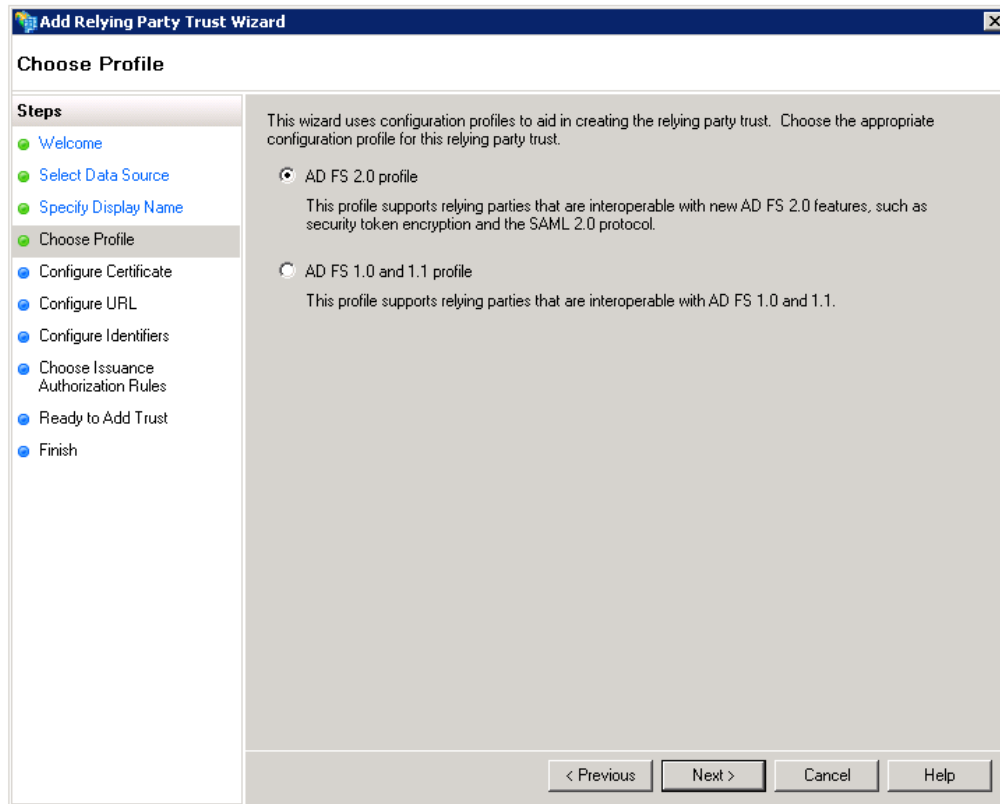 Add Relying Party Trust Wizard
Choose Profile
Steps
Welcome
Select Data Source
Specify Display Name
Choose Profile
Configure Certificate
Configure URL
Configure Identifiers
Choose Issuance
Authorization Rules
Ready to Add Trust
Finish
This wizard uses configuration profiles to aid in creating the relying party trust. Choose the appropriate
configuration profile for this relying party trust.
AD FS 2.0 profile
This profile supports relying parties that are interoperable with new AD FS 2.0 features, such as
security token encryption and the SAML 2.0 protocol.
AD FS 1.0 and 1.1 profile
This profile supports relying parties that are interoperable with AD FS 1.0 and 1.1.
< Previous
Next >
Cancel
Help